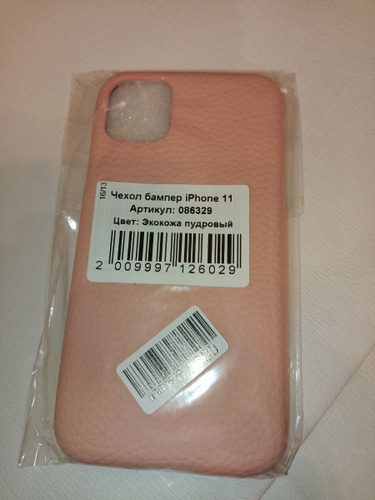 16/13
Чехол бампер iPhone 11
Артикул: 086329
Цвет: Экокожа пудровый
2 009997 126029